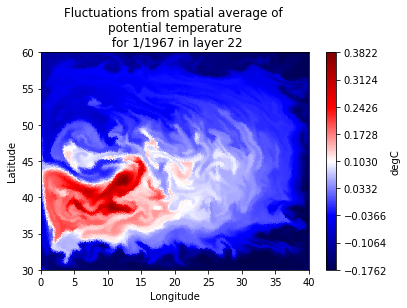 Fluctuations from spatial average of
potential temperature
for 1/1967 in layer 22
60
55
50
45
40
35
30
Latitude
0 5 10 15 20 25 30 35 40
Longitude
0.3822
0.3124
0.2426
0.1728
0.1030
0.0332
−0.0366
−0.1064
−0.1762
degC